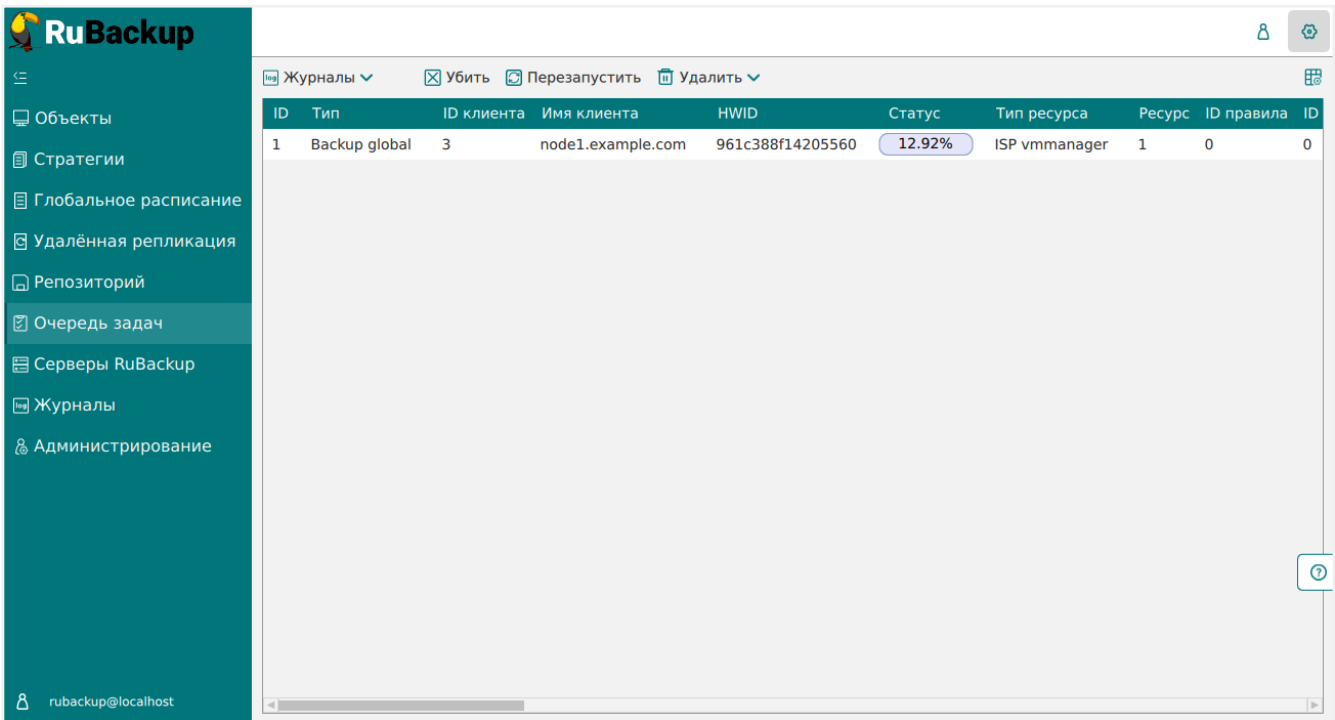 RuBackup
Объекты
Стратегии
Глобальное расписание
Удалённая репликация
Репозиторий
Очередь задач
Серверы RuBackup
log Журналы
Администрирование
rubackup@localhost
log Журналы Убить Перезапустить Удалить
ID Тип ID клиента Имя клиента HWID Статус Тип ресурса Ресурс ID правила ID
1 Backup global 3 node1.example.com 961c388f14205560 12.92% ISP vmmanager 1 0 0